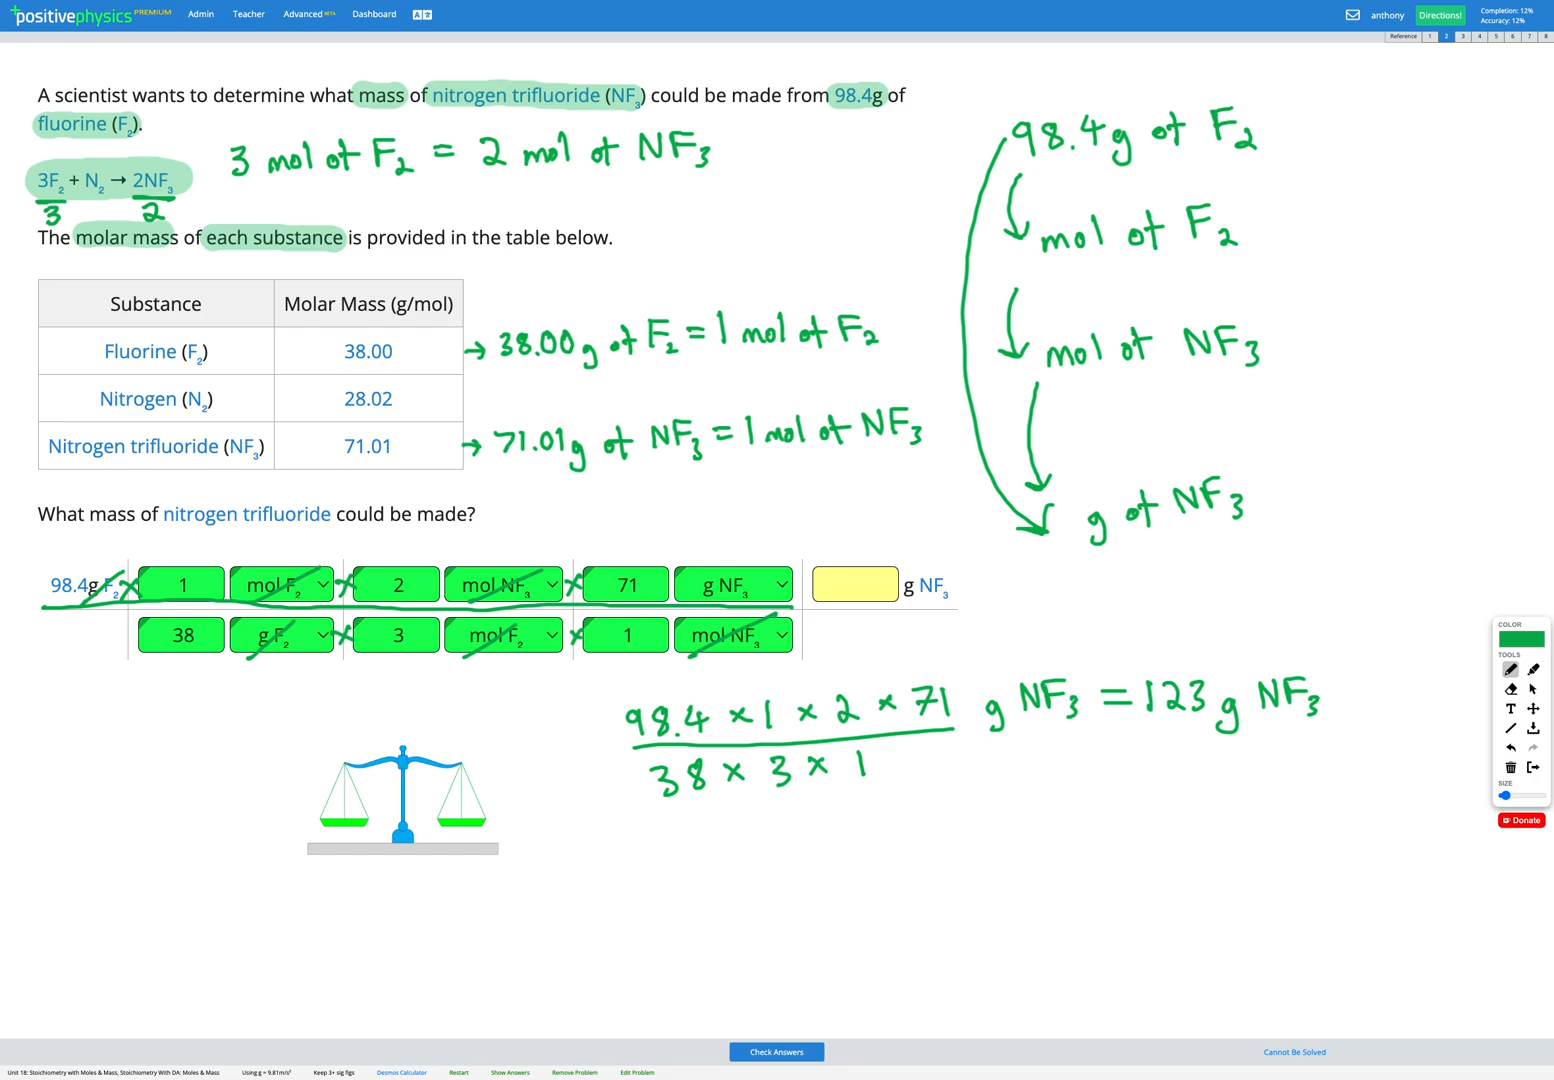 positivephysics PREMIUM Admin Teacher Advanced BETA Dashboard anthony Directions! Completion: 12%
Accuracy: 12%
Reference 1 2 3 4 5 6 7 8
A scientist wants to determine what mass of nitrogen trifluoride (NF₃) could be made from 98.4g of
fluorine (F₂).
3 mol of F₂ = 2 mol of NF₃
3F₂ + N₂ → 2NF₃
3 2
The molar mass of each substance is provided in the table below.
Substance Molar Mass (g/mol)
Fluorine (F₂) 38.00
→ 38.00g of F₂ = 1 mol of F₂
Nitrogen (N₂) 28.02
Nitrogen trifluoride (NF₃) 71.01
→ 71.01g of NF₃ = 1 mol of NF₃
98.4g of F₂
mol of F₂
mol of NF₃
g of NF₃
What mass of nitrogen trifluoride could be made?
98.4g F₂ × 1 mol F₂ × 2 mol NF₃ × 71 g NF₃ g NF₃
38 g F₂ × 3 mol F₂ × 1 mol NF₃
98.4 × 1 × 2 × 71 g NF₃ = 123 g NF₃
38 × 3 × 1
COLOR
TOOLS
T
SIZE
Donate
Check Answers Cannot Be Solved
Unit 18: Stoichiometry with Moles & Mass, Stoichiometry With DA: Moles & Mass Using g = 9.81m/s² Keep 3+ sig figs Desmos Calculator Restart Show Answers Remove Problem Edit Problem